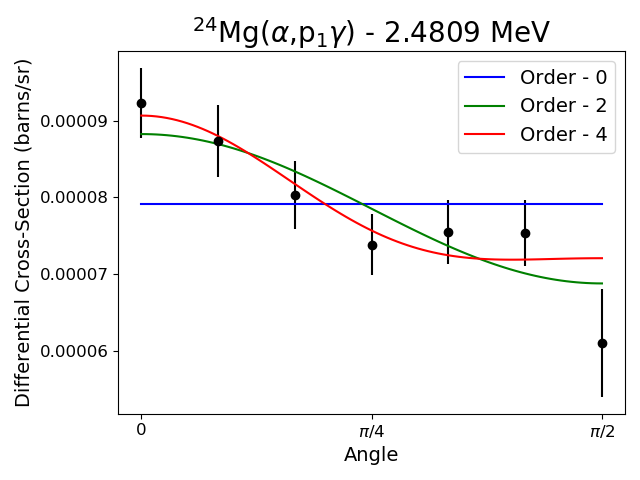 ²⁴Mg(α,p₁γ) - 2.4809 MeV
Differential Cross-Section (barns/sr)
0.00009
0.00008
0.00007
0.00006
Order - 0
Order - 2
Order - 4
0
π/4
π/2
Angle